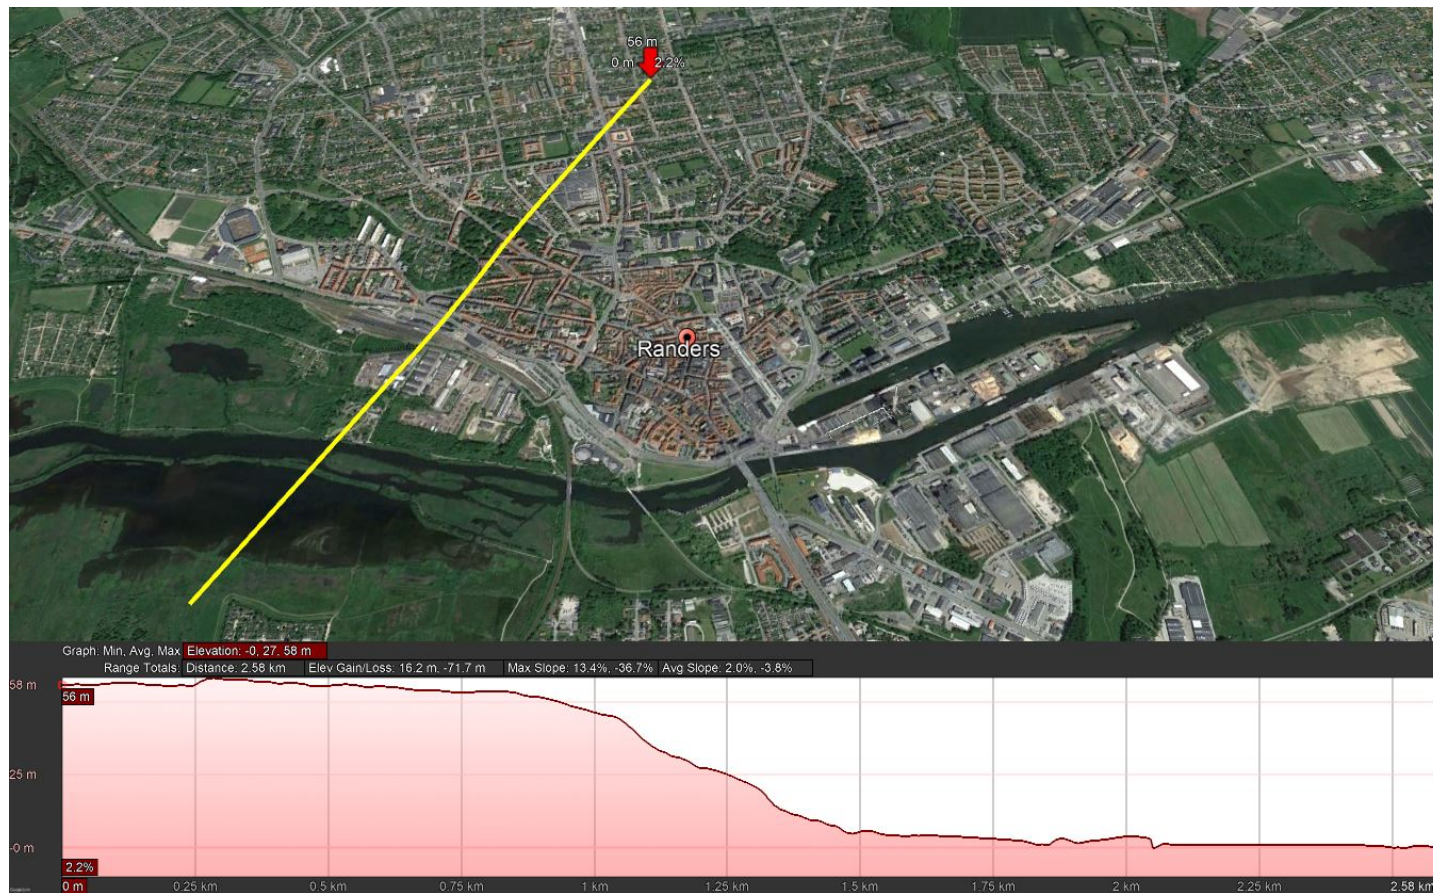 56 m
0 m 2.2%
Randers
Graph: Min, Avg, Max Elevation: -0, 27, 58 m
Range Totals: Distance: 2.58 km Elev Gain/Loss: 16.2 m, -71.7 m Max Slope: 13.4%, -36.7% Avg Slope: 2.0%, -3.8%
58 m
56 m
25 m
-0 m
2.2%
0 m 0.25 km 0.5 km 0.75 km 1 km 1.25 km 1.5 km 1.75 km 2 km 2.25 km 2.58 km